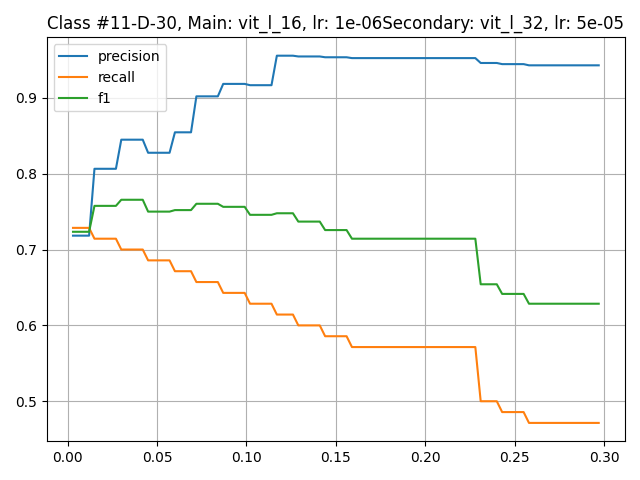 Class #11-D-30, Main: vit_l_16, lr: 1e-06Secondary: vit_l_32, lr: 5e-05
precision
recall
f1
0.9
0.8
0.7
0.6
0.5
0.00 0.05 0.10 0.15 0.20 0.25 0.30